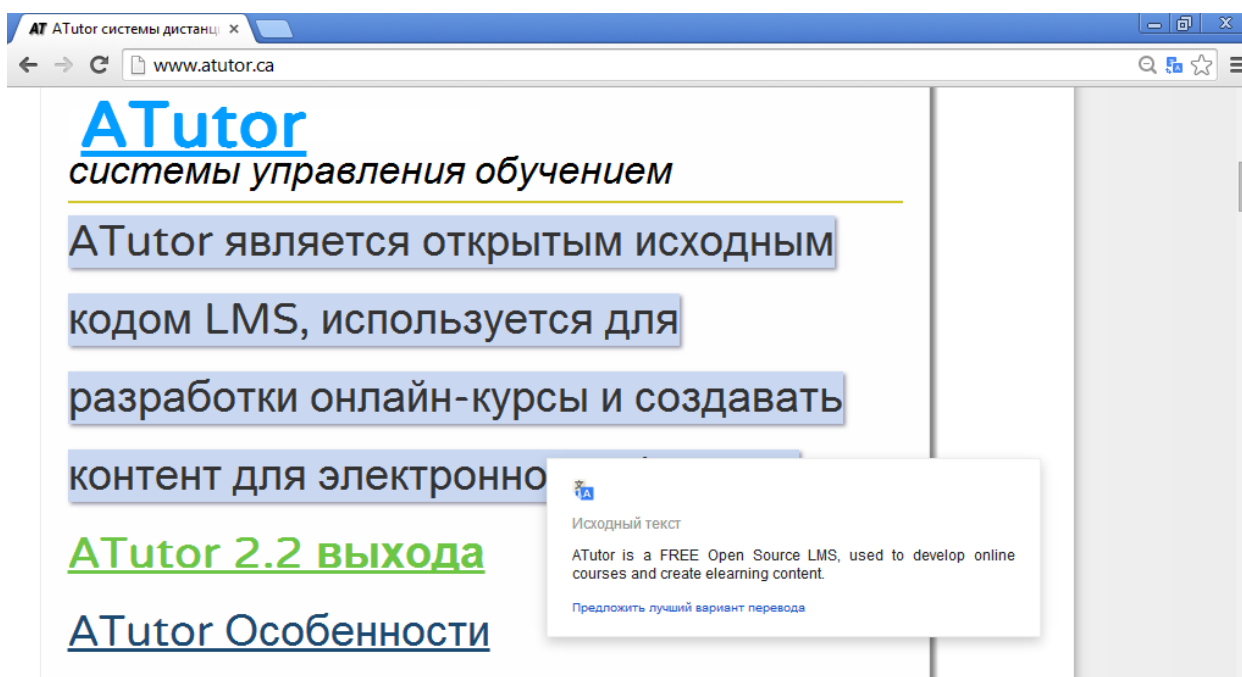 AT ATutor системы дистанц
www.atutor.ca
ATutor
системы управления обучением
ATutor является открытым исходным
кодом LMS, используется для
разработки онлайн-курсы и создавать
контент для электронно
Исходный текст
ATutor is a FREE Open Source LMS, used to develop online
courses and create elearning content.
Предложить лучший вариант перевода
ATutor 2.2 выхода
ATutor Особенности